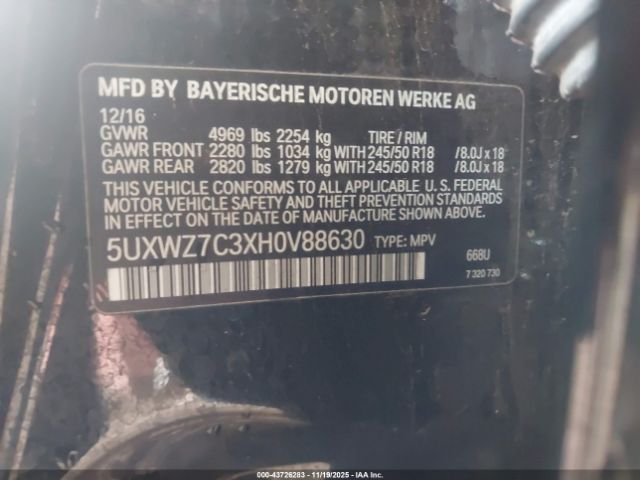 MFD BY BAYERISCHE MOTOREN WERKE AG
12/16
GVWR 4969 lbs 2254 kg TIRE / RIM
GAWR FRONT 2280 lbs 1034 kg WITH 245/50 R18 /8.0J x 18
GAWR REAR 2820 lbs 1279 kg WITH 245/50 R18 /8.0J x 18
THIS VEHICLE CONFORMS TO ALL APPLICABLE U. S. FEDERAL
MOTOR VEHICLE SAFETY AND THEFT PREVENTION STANDARDS
IN EFFECT ON THE DATE OF MANUFACTURE SHOWN ABOVE.
5UXWZ7C3XH0V88630 TYPE: MPV 668U
7 320 730
000-43726283 - 11/19/2025 - IAA Inc.